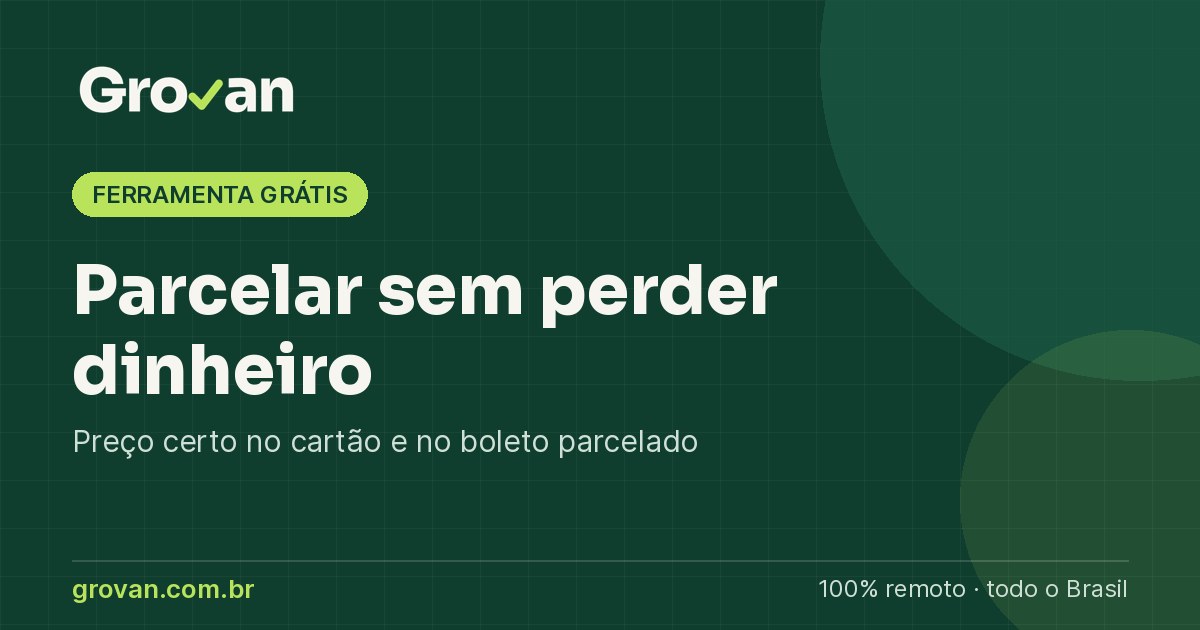 Grovan
FERRAMENTA GRÁTIS
Parcelar sem perder
dinheiro
Preço certo no cartão e no boleto parcelado
grovan.com.br
100% remoto · todo o Brasil